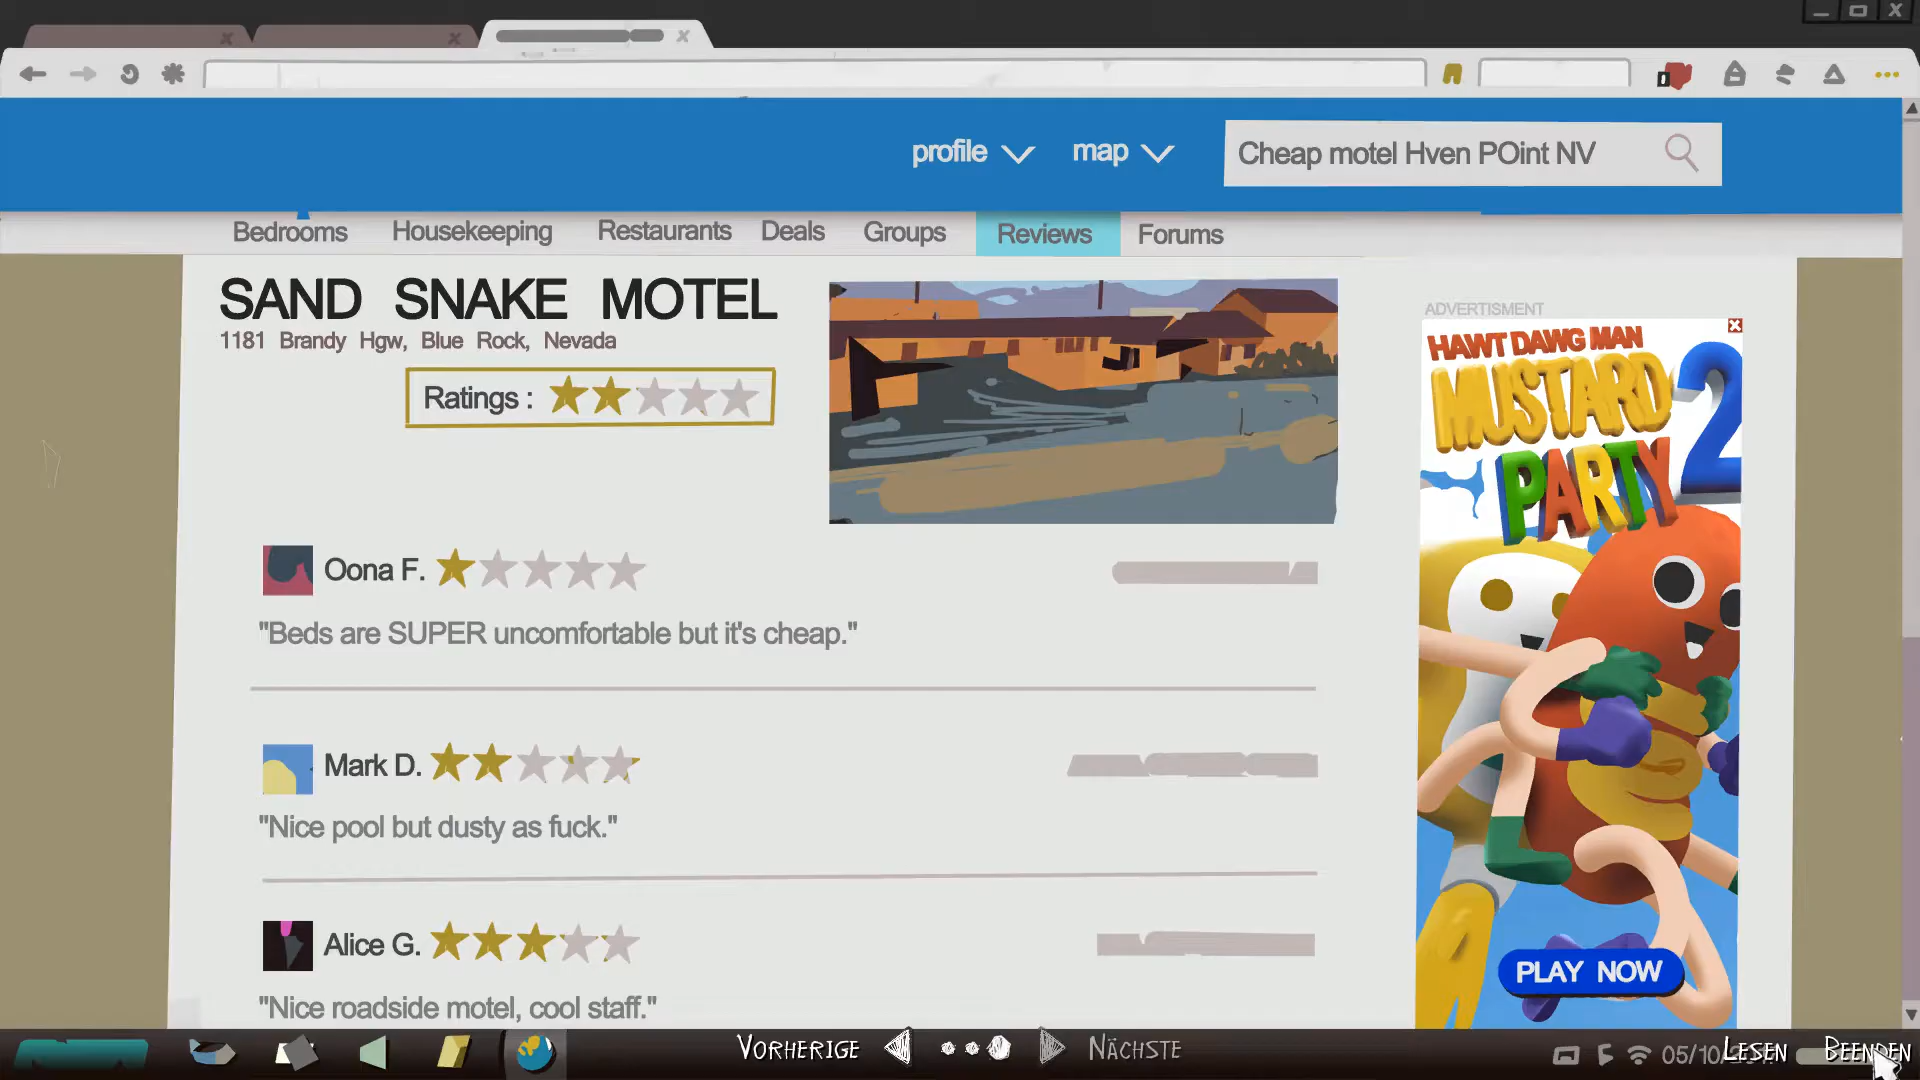 profile
map
Cheap motel Hven POint NV
Bedrooms
Housekeeping
Restaurants
Deals
Groups
Reviews
Forums
SAND SNAKE MOTEL
1181 Brandy Hgw, Blue Rock, Nevada
Ratings :
ADVERTISMENT
HAWT DAWG MAN
MUSTARD
PARTY 2
Oona F.
"Beds are SUPER uncomfortable but it's cheap."
Mark D.
"Nice pool but dusty as fuck."
Alice G.
"Nice roadside motel, cool staff."
PLAY NOW
VORHERIGE
NÄCHSTE
05/10/
LESEN
BEENDEN